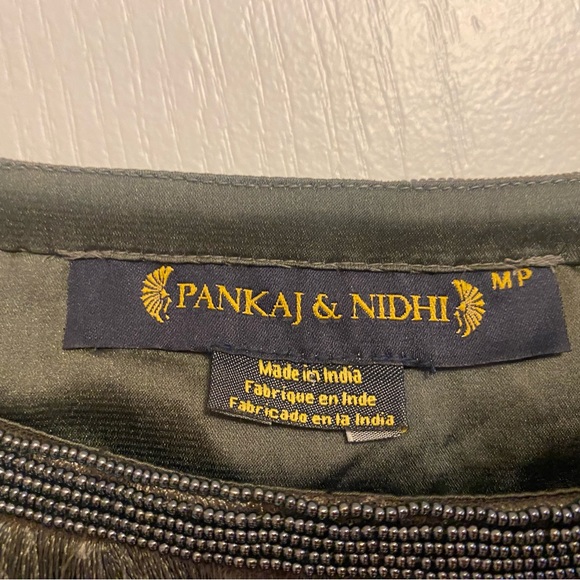 PANKAJ & NIDHI MP
Made in India
Fabrique en Inde
Fabricado en la India